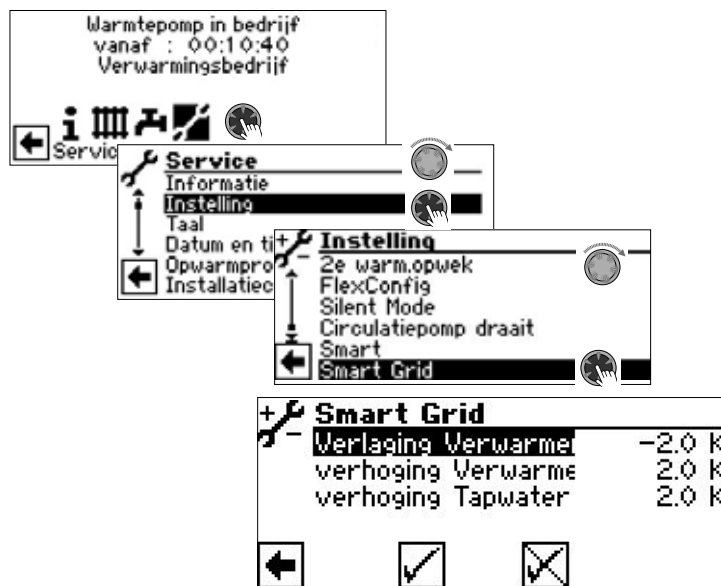 Warmtepomp in bedrijf
vanaf : 00:10:40
Verwarmingsbedrijf
Service
Informatie
Instelling
Taal
Datum en ti
Opwarmpro
Installatiec
Instelling
2e warm.opwek
FlexConfig
Silent Mode
Circulatiepomp draait
Smart
Smart Grid
Smart Grid
Verlaging Verwarmer -2.0 K
verhoging Verwarme 2.0 K
verhoging Tapwater 2.0 K